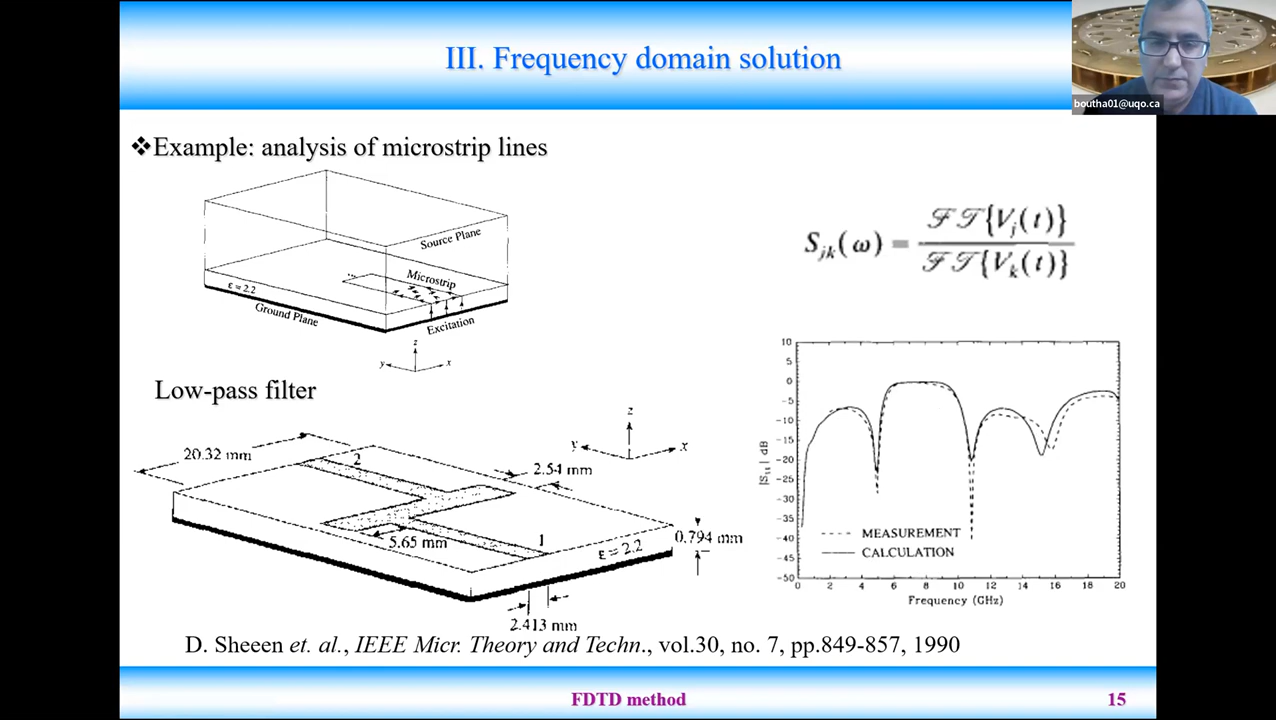 III. Frequency domain solution
boutha01@uqo.ca
❖Example: analysis of microstrip lines
Source Plane
Microstrip
ε = 2.2
Ground Plane
Excitation
z
y
x
S_{jk}(ω) = ℱ𝒯{V_j(t)} / ℱ𝒯{V_k(t)}
Low-pass filter
z
y
x
20.32 mm
2
2.54 mm
5.65 mm
1
ε = 2.2
0.794 mm
2.413 mm
10
5
0
-5
-10
-15
-20
-25
-30
-35
-40
-45
-50
|S₁₁| dB
MEASUREMENT
CALCULATION
0 2 4 6 8 10 12 14 16 18 20
Frequency (GHz)
D. Sheeen et. al., IEEE Micr. Theory and Techn., vol.30, no. 7, pp.849-857, 1990
FDTD method
15